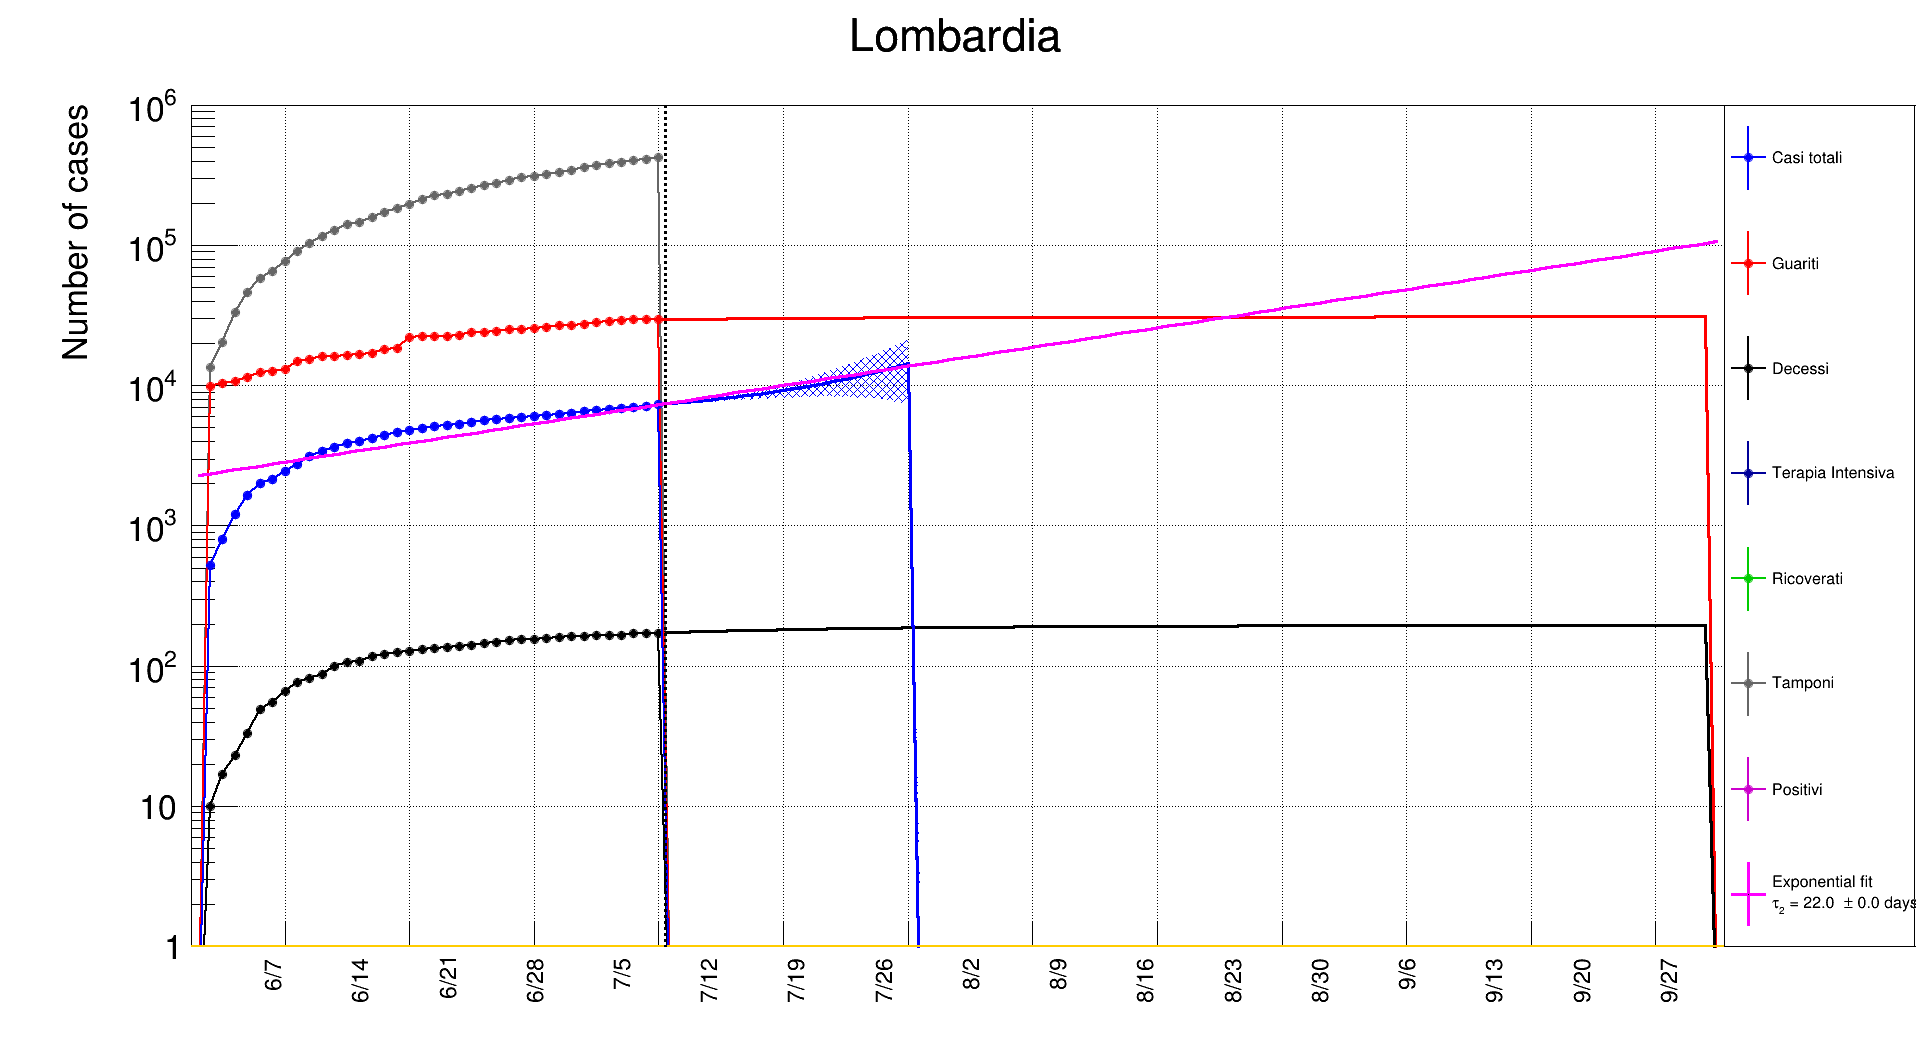 Lombardia
Number of cases
10^6
10^5
10^4
10^3
10^2
10
1
6/7
6/14
6/21
6/28
7/5
7/12
7/19
7/26
8/2
8/9
8/16
8/23
8/30
9/6
9/13
9/20
9/27
Casi totali
Guariti
Decessi
Terapia Intensiva
Ricoverati
Tamponi
Positivi
Exponential fit
τ₂ = 22.0 ± 0.0 days